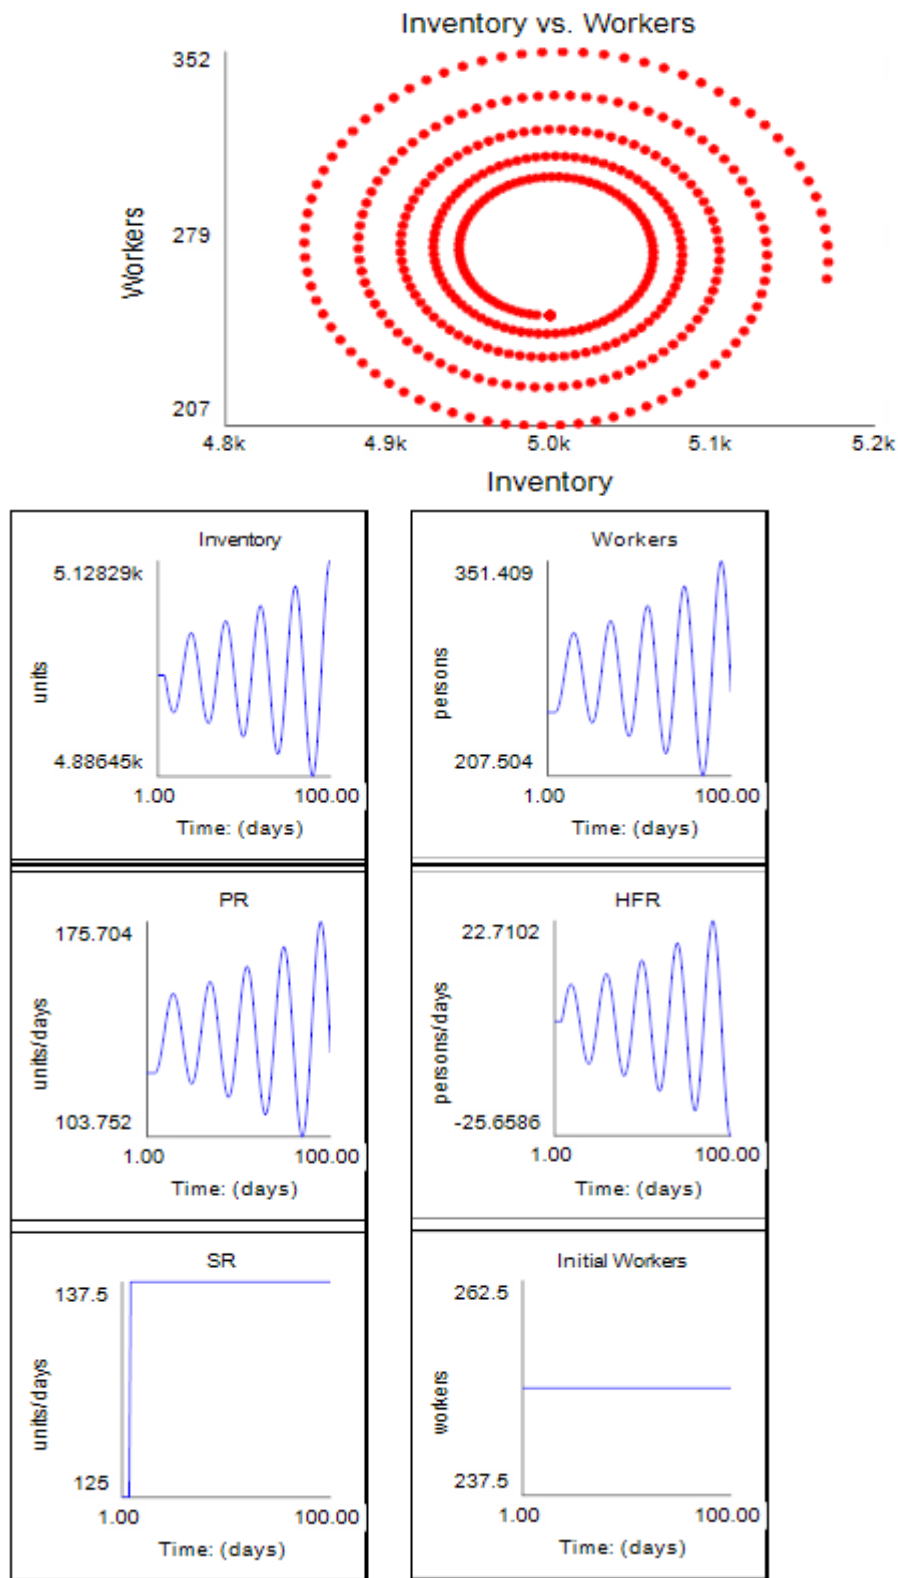 Inventory vs. Workers
352
Workers
279
207
4.8k 4.9k 5.0k 5.1k 5.2k
Inventory
Inventory
5.12829k
units
4.88645k
1.00 100.00
Time: (days)
Workers
351.409
persons
207.504
1.00 100.00
Time: (days)
PR
175.704
units/days
103.752
1.00 100.00
Time: (days)
HFR
22.7102
persons/days
-25.6586
1.00 100.00
Time: (days)
SR
137.5
units/days
125
1.00 100.00
Time: (days)
Initial Workers
262.5
workers
237.5
1.00 100.00
Time: (days)